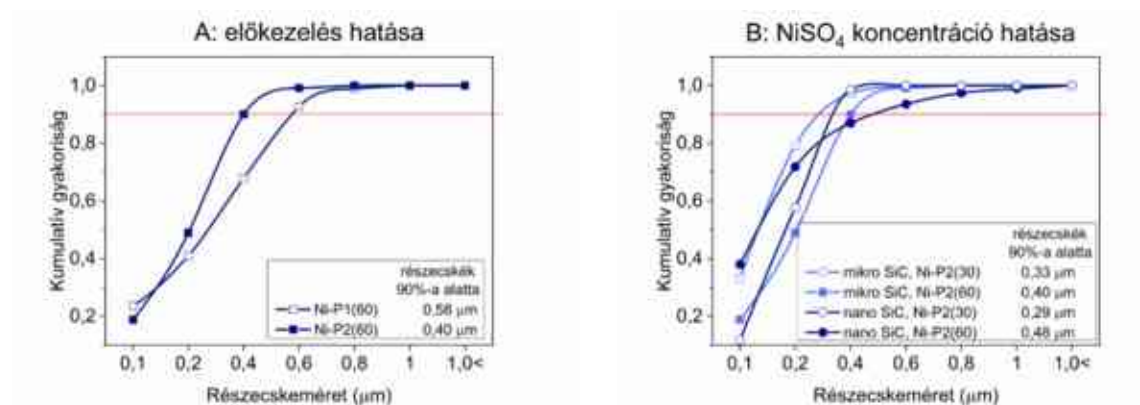 A: előkezelés hatása
Kumulatív gyakoriság
1,0
0,8
0,6
0,4
0,2
részecskék
90%-a alatta
Ni-P1(60) 0,58 µm
Ni-P2(60) 0,40 µm
0,1 0,2 0,4 0,6 0,8 1 1,0<
Részecskeméret (µm)
B: NiSO₄ koncentráció hatása
Kumulatív gyakoriság
1,0
0,8
0,6
0,4
0,2
részecskék
90%-a alatta
mikro SiC, Ni-P2(30) 0,33 µm
mikro SiC, Ni-P2(60) 0,40 µm
nano SiC, Ni-P2(30) 0,29 µm
nano SiC, Ni-P2(60) 0,48 µm
0,1 0,2 0,4 0,6 0,8 1 1,0<
Részecskeméret (µm)